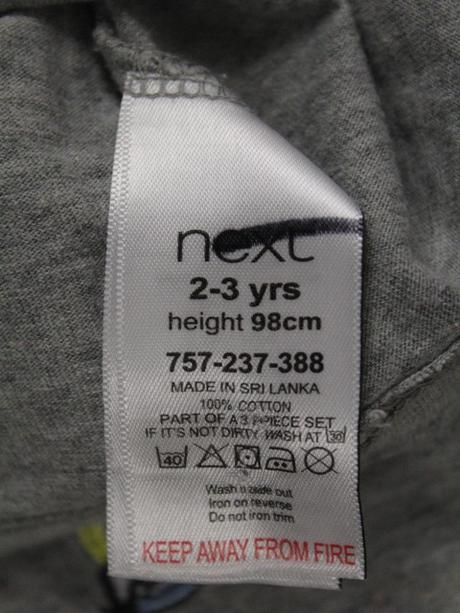 next
2-3 yrs
height 98cm
757-237-388
MADE IN SRI LANKA
100% COTTON
PART OF A 3 PIECE SET
IF IT'S NOT DIRTY WASH AT 30
40
Wash inside out
Iron on reverse
Do not iron trim
KEEP AWAY FROM FIRE